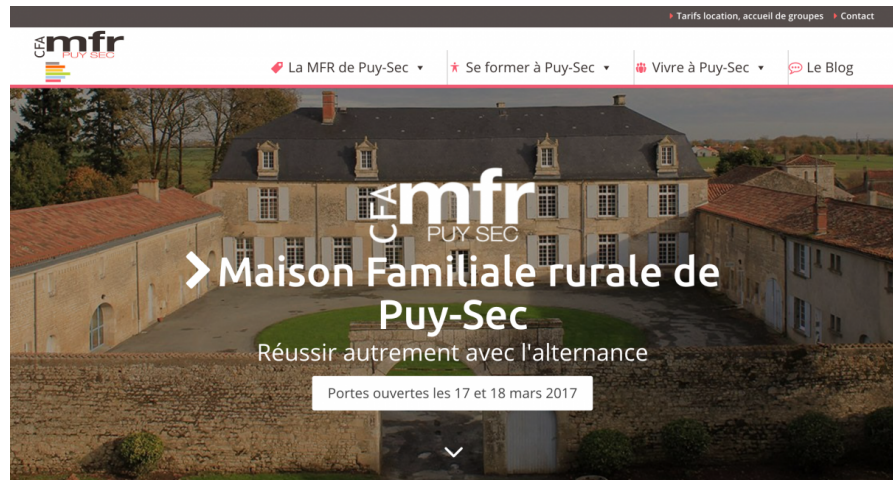 Tarifs location, accueil de groupes Contact
CFA mfr
PUY SEC
La MFR de Puy-Sec Se former à Puy-Sec Vivre à Puy-Sec Le Blog
CFA mfr
PUY SEC
Maison Familiale rurale de
Puy-Sec
Réussir autrement avec l'alternance
Portes ouvertes les 17 et 18 mars 2017